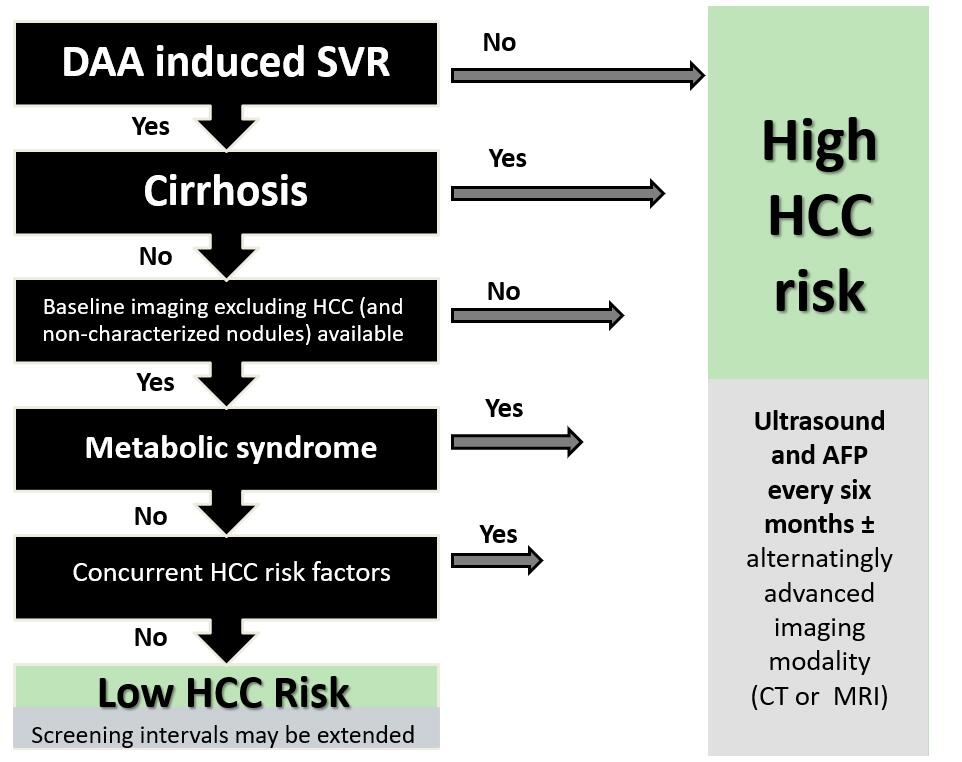 DAA induced SVR
No
Yes
Cirrhosis
Yes
No
Baseline imaging excluding HCC (and
non-characterized nodules) available
No
Yes
Metabolic syndrome
Yes
No
Concurrent HCC risk factors
Yes
No
Low HCC Risk
Screening intervals may be extended
High
HCC
risk
Ultrasound
and AFP
every six
months ±
alternatingly
advanced
imaging
modality
(CT or MRI)